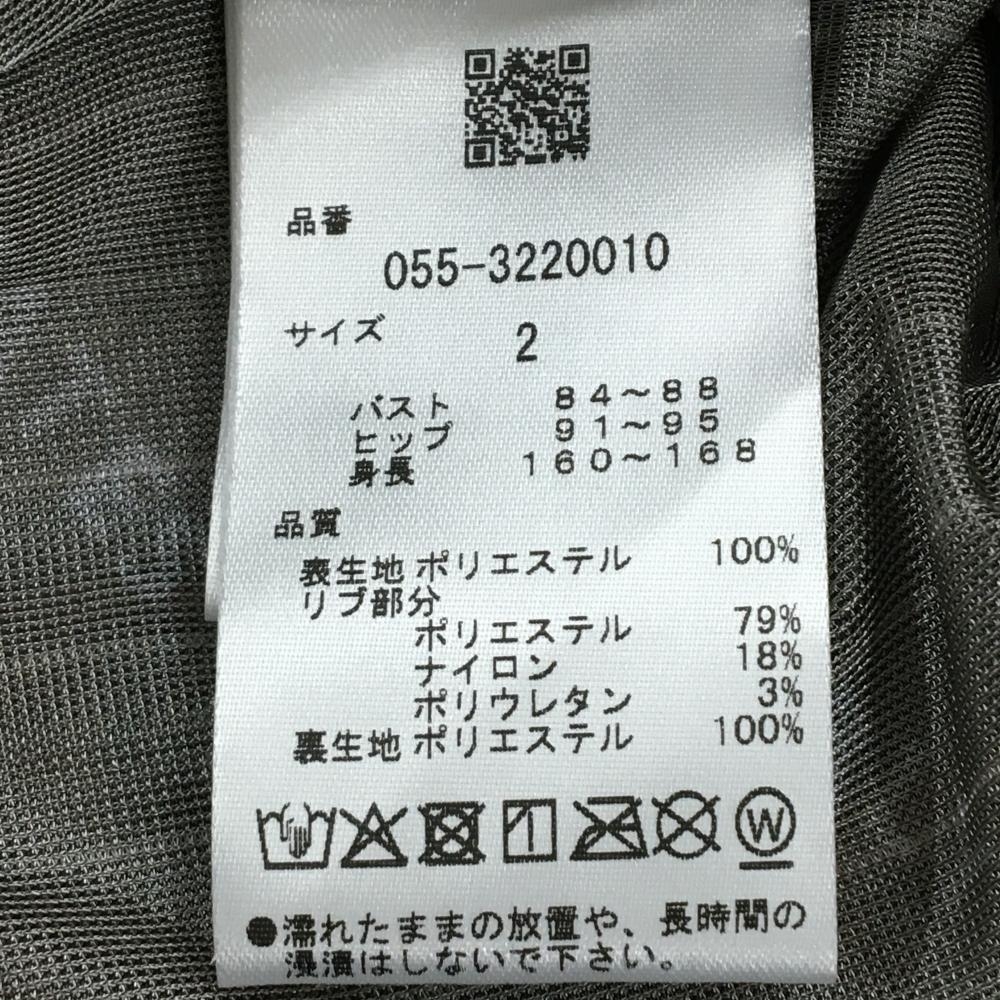 品番
055-3220010
サイズ 2
バスト 84～88
ヒップ 91～95
身長 160～168
品質
表生地 ポリエステル 100%
リブ部分
ポリエステル 79%
ナイロン 18%
ポリウレタン 3%
裏生地 ポリエステル 100%
W
●濡れたままの放置や、長時間の
浸漬はしないで下さい。